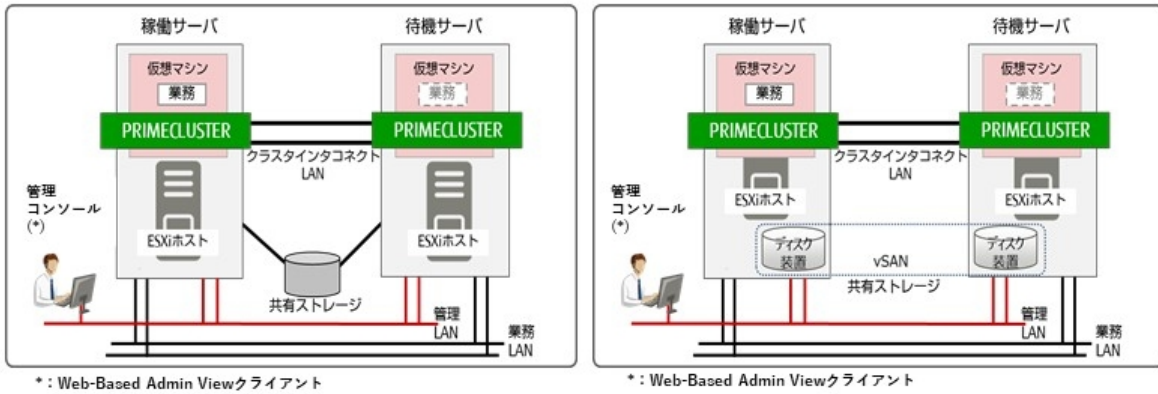 稼働サーバ
待機サーバ
仮想マシン
仮想マシン
業務
業務
PRIMECLUSTER
PRIMECLUSTER
クラスタインタコネクト
LAN
管理
コンソール
(*)
ESXiホスト
ESXiホスト
共有ストレージ
管理
LAN
業務
LAN
*：Web-Based Admin Viewクライアント
稼働サーバ
待機サーバ
仮想マシン
仮想マシン
業務
業務
PRIMECLUSTER
PRIMECLUSTER
クラスタインタコネクト
LAN
管理
コンソール
(*)
ESXiホスト
ESXiホスト
ディスク
装置
ディスク
装置
vSAN
共有ストレージ
管理
LAN
業務
LAN
*：Web-Based Admin Viewクライアント